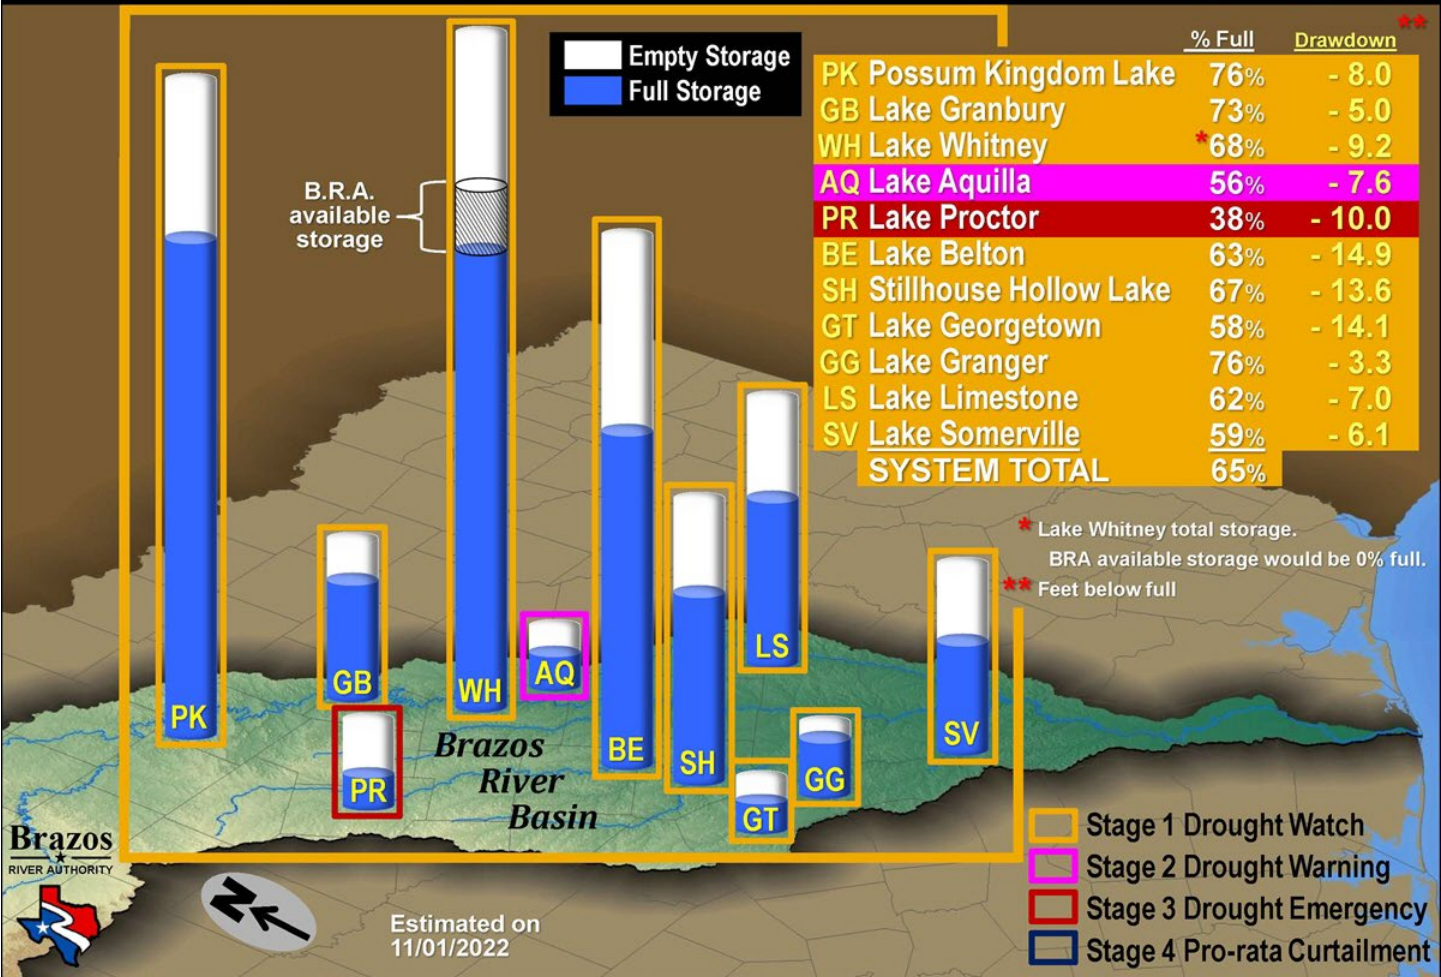 Empty Storage
Full Storage
**
% Full Drawdown
PK Possum Kingdom Lake 76% - 8.0
GB Lake Granbury 73% - 5.0
WH Lake Whitney *68% - 9.2
AQ Lake Aquilla 56% - 7.6
PR Lake Proctor 38% - 10.0
BE Lake Belton 63% - 14.9
SH Stillhouse Hollow Lake 67% - 13.6
GT Lake Georgetown 58% - 14.1
GG Lake Granger 76% - 3.3
LS Lake Limestone 62% - 7.0
SV Lake Somerville 59% - 6.1
SYSTEM TOTAL 65%
* Lake Whitney total storage.
BRA available storage would be 0% full.
** Feet below full
B.R.A.
available
storage
PK
GB
WH
AQ
PR
BE
SH
LS
GT
GG
SV
Brazos
River
Basin
Brazos
RIVER AUTHORITY
N
Estimated on
11/01/2022
Stage 1 Drought Watch
Stage 2 Drought Warning
Stage 3 Drought Emergency
Stage 4 Pro-rata Curtailment